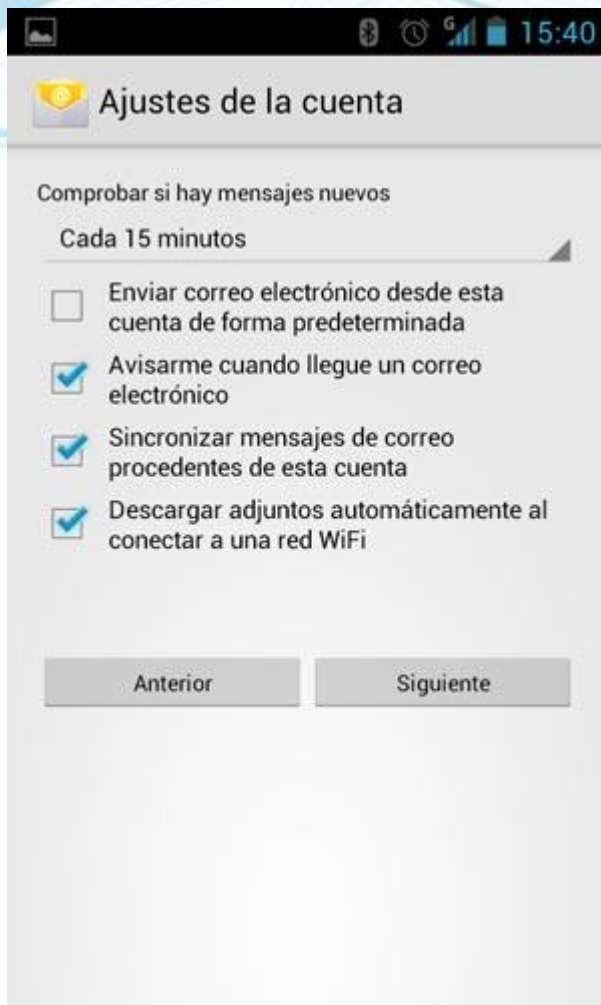 G 15:40
Ajustes de la cuenta
Comprobar si hay mensajes nuevos
Cada 15 minutos
Enviar correo electrónico desde esta
cuenta de forma predeterminada
Avisarme cuando llegue un correo
electrónico
Sincronizar mensajes de correo
procedentes de esta cuenta
Descargar adjuntos automáticamente al
conectar a una red WiFi
Anterior Siguiente